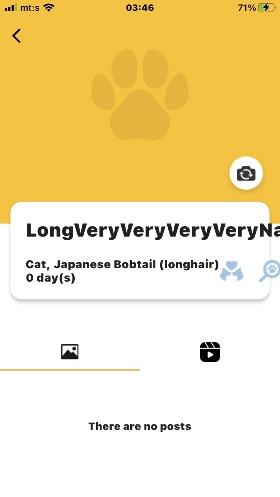 mt:s 03:46 71%
LongVeryVeryVeryVeryNa
Cat, Japanese Bobtail (longhair)
0 day(s)
There are no posts